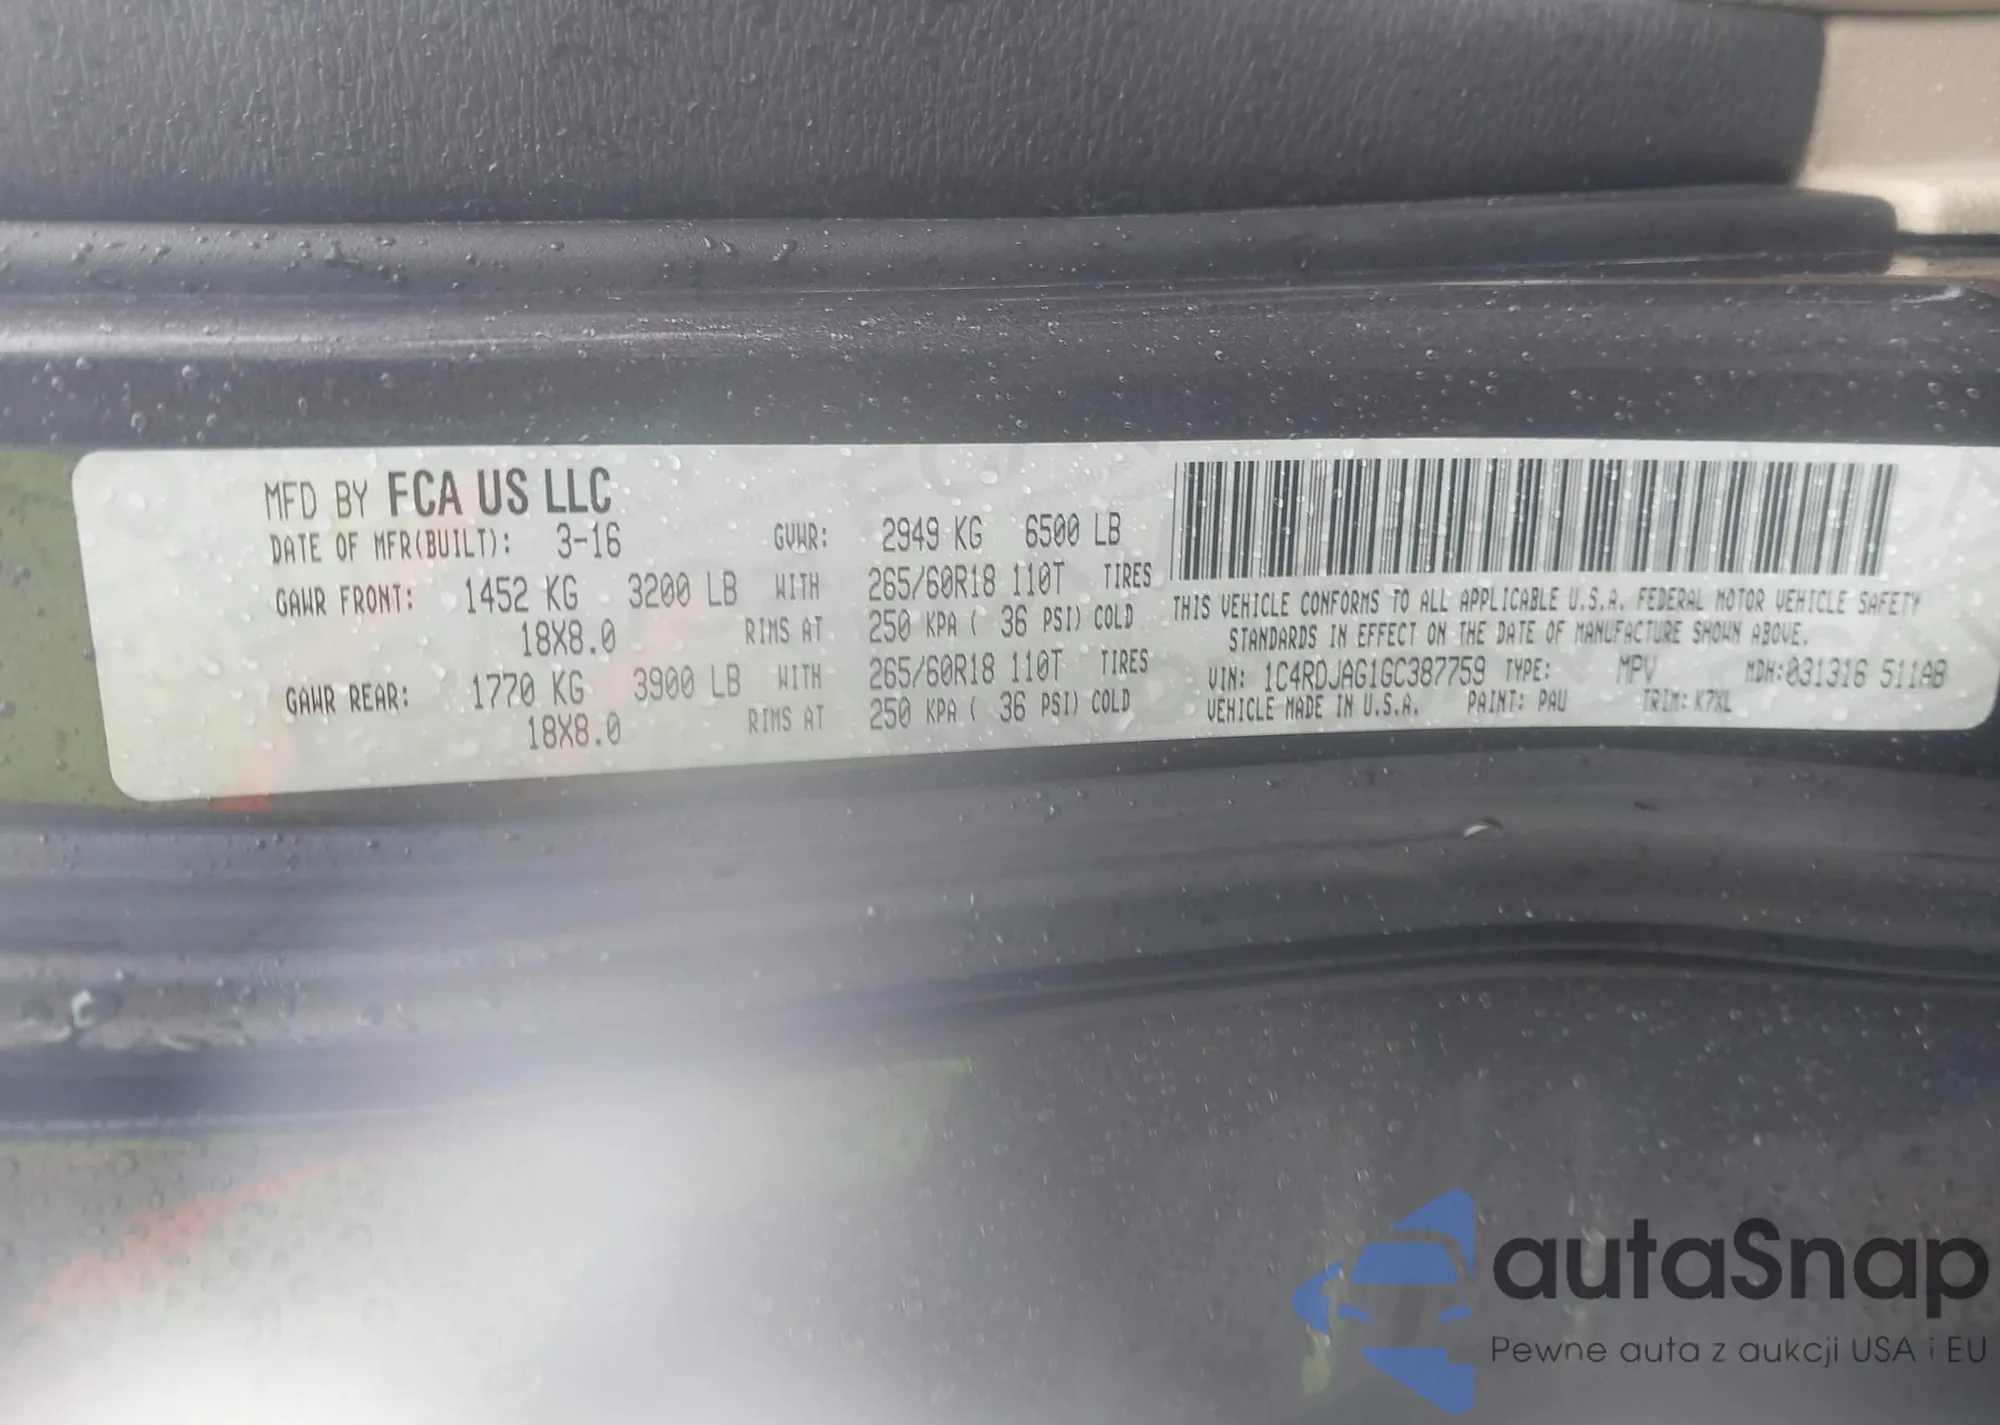 MFD BY FCA US LLC
DATE OF MFR(BUILT): 3-16 GVWR: 2949 KG 6500 LB
GAWR FRONT: 1452 KG 3200 LB WITH 265/60R18 110T TIRES
18X8.0 RIMS AT 250 KPA ( 36 PSI) COLD
GAWR REAR: 1770 KG 3900 LB WITH 265/60R18 110T TIRES
18X8.0 RIMS AT 250 KPA ( 36 PSI) COLD
THIS VEHICLE CONFORMS TO ALL APPLICABLE U.S.A. FEDERAL MOTOR VEHICLE SAFETY
STANDARDS IN EFFECT ON THE DATE OF MANUFACTURE SHOWN ABOVE.
VIN: 1C4RDJAG1GC387759 TYPE: MPV MDH:031316 511AB
VEHICLE MADE IN U.S.A. PAINT: PAU TRIM: K7XL
autaSnap
Pewne auta z aukcji USA i EU